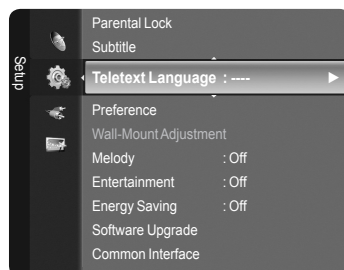 Setup
Parental Lock
Subtitle
Teletext Language : ----
Preference
Wall-Mount Adjustment
Melody : Off
Entertainment : Off
Energy Saving : Off
Software Upgrade
Common Interface